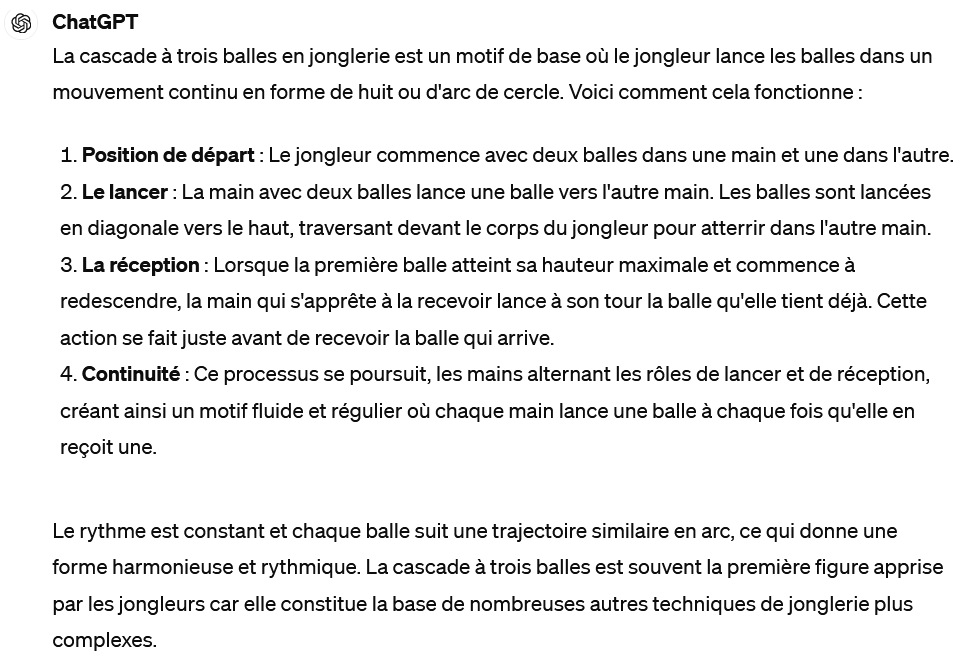 ChatGPT
La cascade à trois balles en jonglerie est un motif de base où le jongleur lance les balles dans un
mouvement continu en forme de huit ou d'arc de cercle. Voici comment cela fonctionne :
1. Position de départ : Le jongleur commence avec deux balles dans une main et une dans l'autre.
2. Le lancer : La main avec deux balles lance une balle vers l'autre main. Les balles sont lancées
en diagonale vers le haut, traversant devant le corps du jongleur pour atterrir dans l'autre main.
3. La réception : Lorsque la première balle atteint sa hauteur maximale et commence à
redescendre, la main qui s'apprête à la recevoir lance à son tour la balle qu'elle tient déjà. Cette
action se fait juste avant de recevoir la balle qui arrive.
4. Continuité : Ce processus se poursuit, les mains alternant les rôles de lancer et de réception,
créant ainsi un motif fluide et régulier où chaque main lance une balle à chaque fois qu'elle en
reçoit une.
Le rythme est constant et chaque balle suit une trajectoire similaire en arc, ce qui donne une
forme harmonieuse et rythmique. La cascade à trois balles est souvent la première figure apprise
par les jongleurs car elle constitue la base de nombreuses autres techniques de jonglerie plus
complexes.